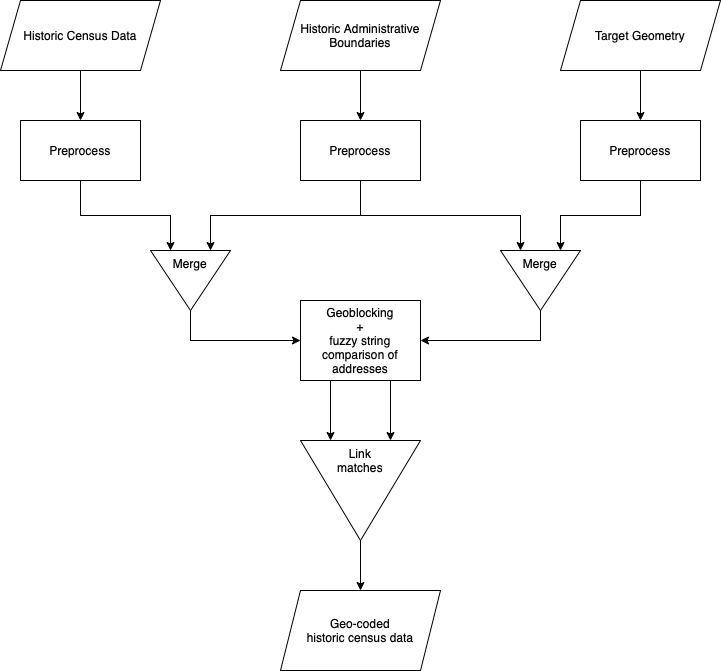 Historic Census Data
Historic Administrative
Boundaries
Target Geometry
Preprocess
Preprocess
Preprocess
Merge
Merge
Geoblocking
+
fuzzy string
comparison of
addresses
Link
matches
Geo-coded
historic census data